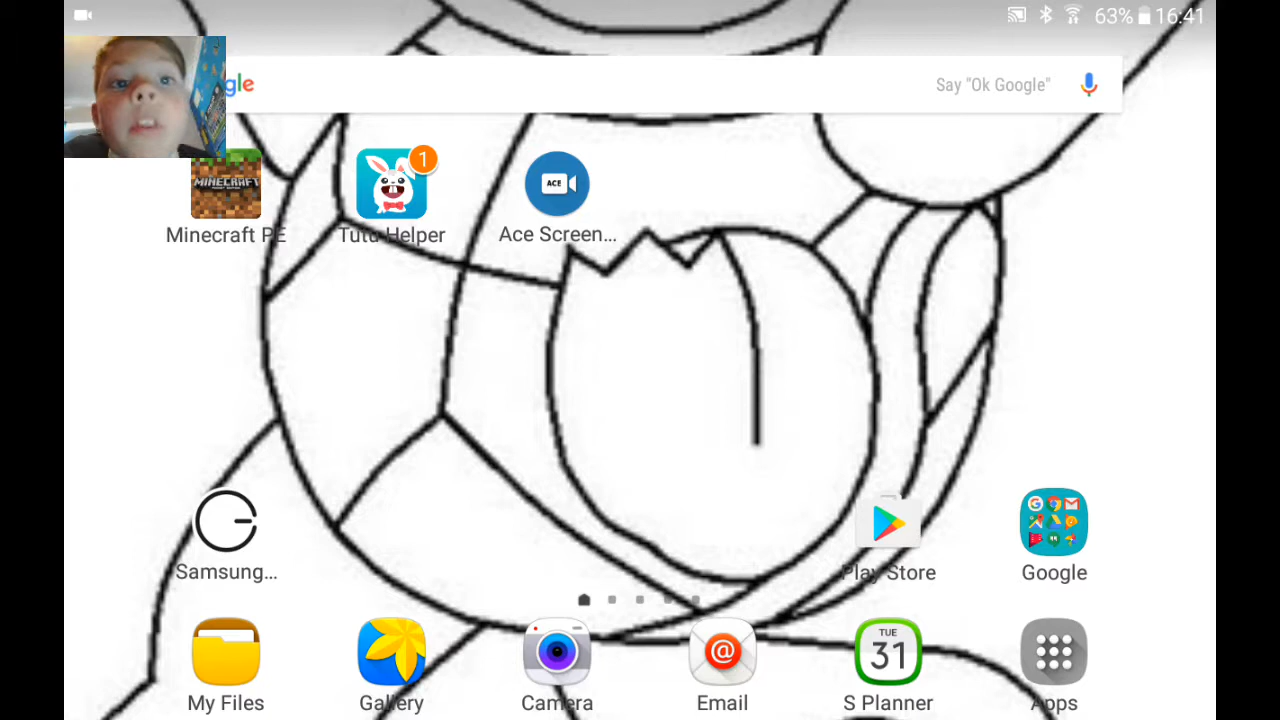 63% 16:41
gle Say "Ok Google"
1
MINECRAFT
ACE
Minecraft PE Tutu Helper Ace Screen...
Samsung... Play Store Google
TUE
31
@
My Files Gallery Camera Email S Planner Apps